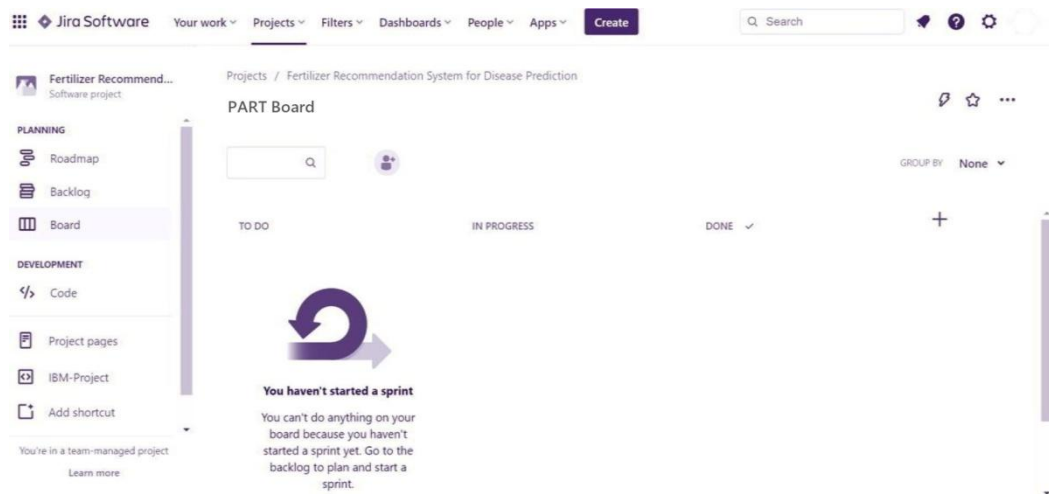 Jira Software Your work Projects Filters Dashboards People Apps Create Search
Fertilizer Recommend...
Software project
Projects / Fertilizer Recommendation System for Disease Prediction
PART Board
PLANNING
Roadmap
Backlog
Board
DEVELOPMENT
Code
Project pages
IBM-Project
Add shortcut
You're in a team-managed project
Learn more
GROUP BY None
TO DO IN PROGRESS DONE
You haven't started a sprint
You can't do anything on your
board because you haven't
started a sprint yet. Go to the
backlog to plan and start a
sprint.